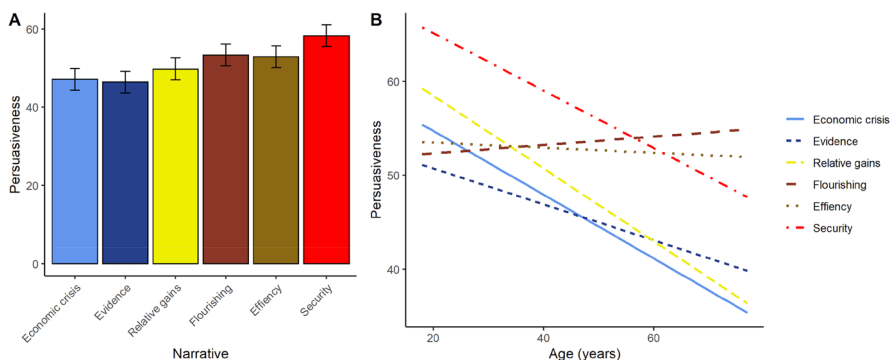 A
Persuasiveness
60
40
20
0
Economic crisis
Evidence
Relative gains
Flourishing
Effiency
Security
Narrative
B
Persuasiveness
60
50
40
20
40
60
Age (years)
Economic crisis
Evidence
Relative gains
Flourishing
Effiency
Security